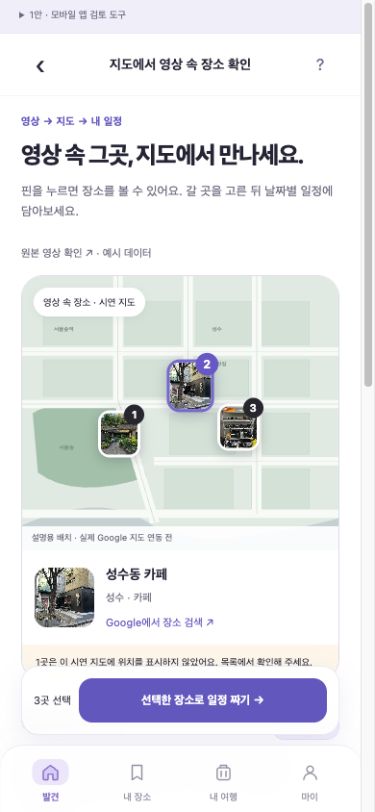 ▶ 1안 · 모바일 앱 검토 도구
‹ 지도에서 영상 속 장소 확인 ?
영상 → 지도 → 내 일정
영상 속 그곳, 지도에서 만나세요.
핀을 누르면 장소를 볼 수 있어요. 갈 곳을 고른 뒤 날짜별 일정에
담아보세요.
원본 영상 확인 ↗ · 예시 데이터
영상 속 장소 · 시연 지도
서울숲역
성수
2
1
3
서울숲
설명용 배치 · 실제 Google 지도 연동 전
성수동 카페
성수 · 카페
Google에서 장소 검색 ↗
1곳은 이 시연 지도에 위치를 표시하지 않았어요. 목록에서 확인해 주세요.
3곳 선택
선택한 장소로 일정 짜기 →
발견
내 장소
내 여행
마이